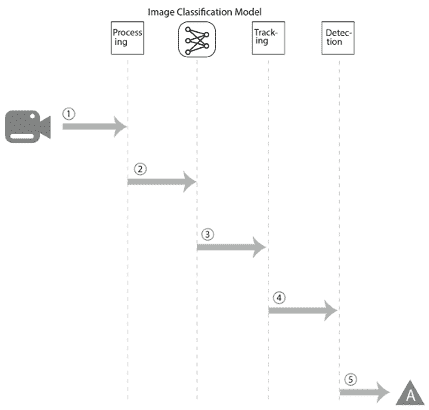 Image Classification Model
Process
ing
Track-
ing
Detec-
tion
1
2
3
4
5
A